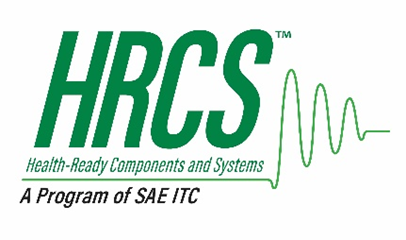 HRCS™
Health-Ready Components and Systems
A Program of SAE ITC